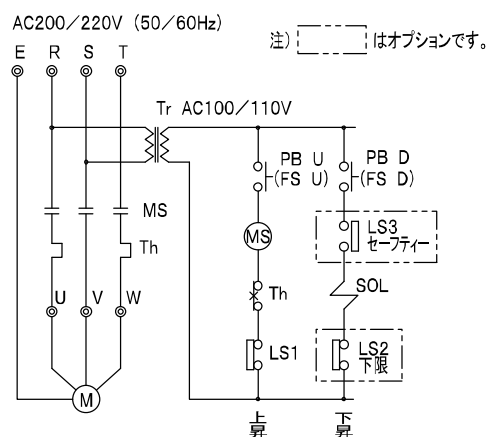 AC200/220V (50/60Hz)
注) はオプションです。
E R S T
Tr AC100/110V
PB U
(FS U)
PB D
(FS D)
MS
MS
LS3
セーフティー
Th
Th
SOL
U V W
LS1
LS2
下限
M
上昇
下昇